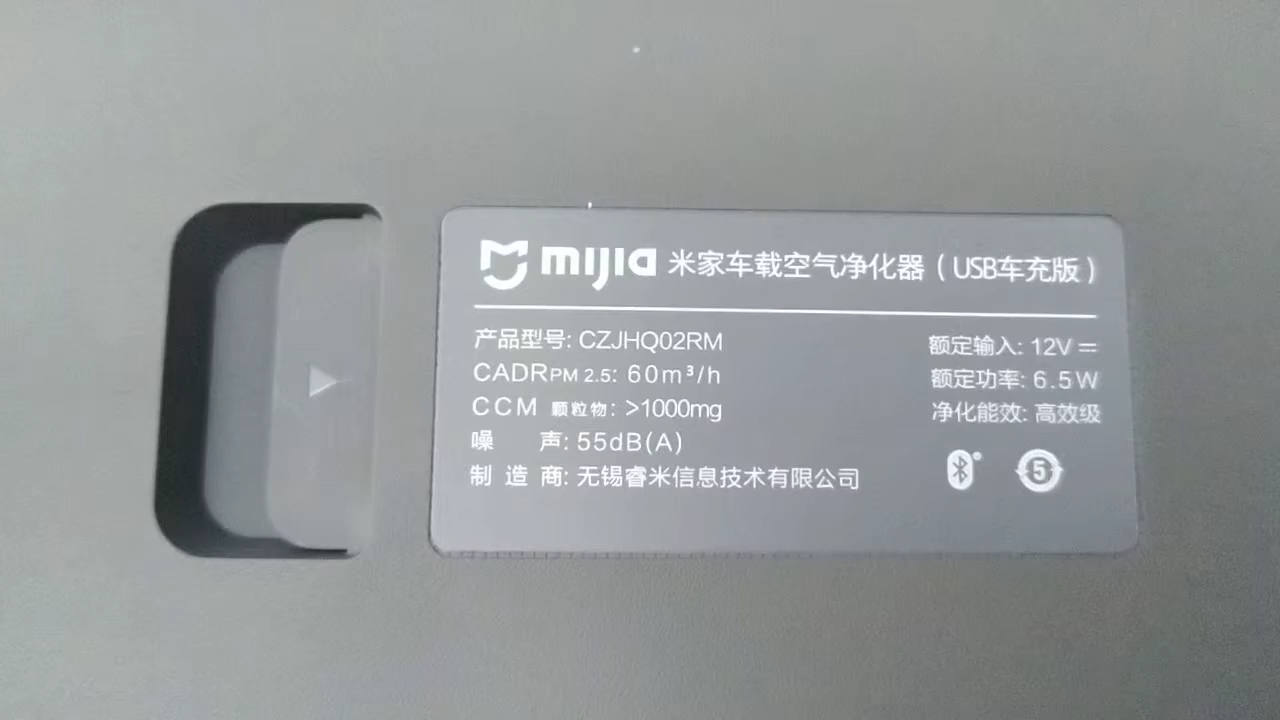 mijia 米家车载空气净化器（USB车充版）
产品型号: CZJHQ02RM
CADRPM 2.5: 60m³/h
CCM 颗粒物: >1000mg
噪 声: 55dB(A)
制 造 商: 无锡睿米信息技术有限公司
额定输入: 12V ⎓
额定功率: 6.5W
净化能效: 高效级
5